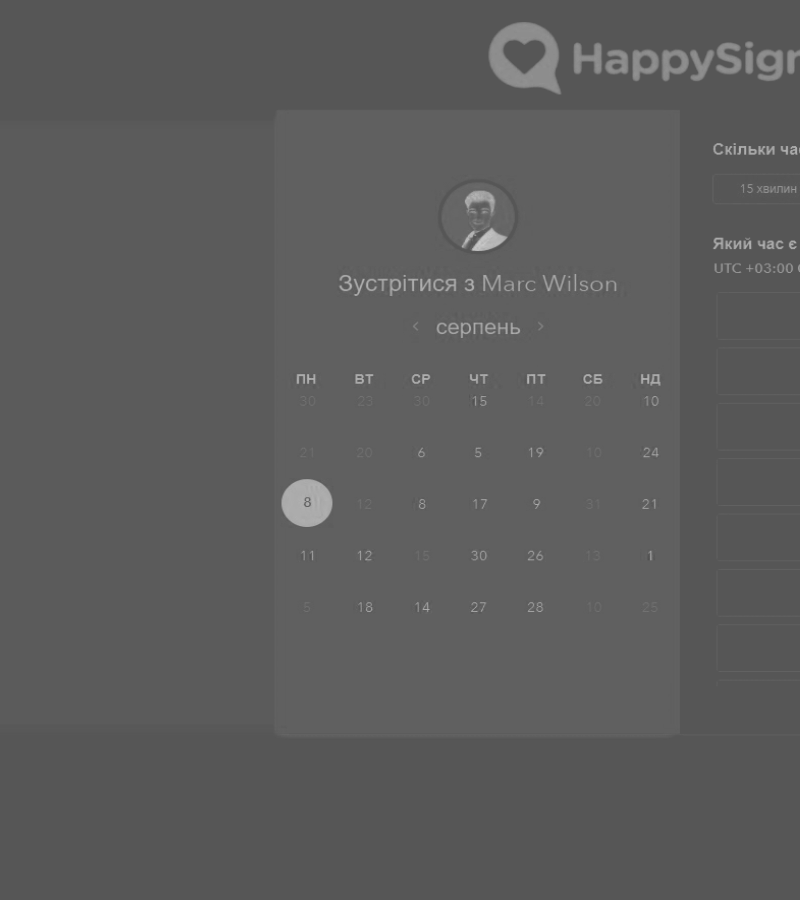 HappySign
Зустрітися з Marc Wilson
серпень
ПН ВТ СР ЧТ ПТ СБ НД
30 23 30 15 14 20 10
21 20 6 5 19 10 24
8 12 8 17 9 31 21
11 12 15 30 26 13 1
5 18 14 27 28 10 25
Скільки час
15 хвилин
Який час є
UTC +03:00